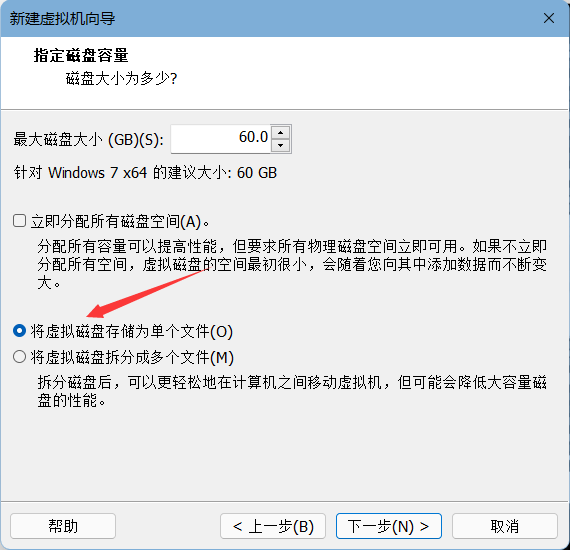 新建虚拟机向导
指定磁盘容量
磁盘大小为多少?
最大磁盘大小 (GB)(S): 60.0
针对 Windows 7 x64 的建议大小: 60 GB
立即分配所有磁盘空间(A)。
分配所有容量可以提高性能，但要求所有物理磁盘空间立即可用。如果不立即
分配所有空间，虚拟磁盘的空间最初很小，会随着您向其中添加数据而不断变
大。
将虚拟磁盘存储为单个文件(O)
将虚拟磁盘拆分成多个文件(M)
拆分磁盘后，可以更轻松地在计算机之间移动虚拟机，但可能会降低大容量磁
盘的性能。
帮助 < 上一步(B) 下一步(N) > 取消